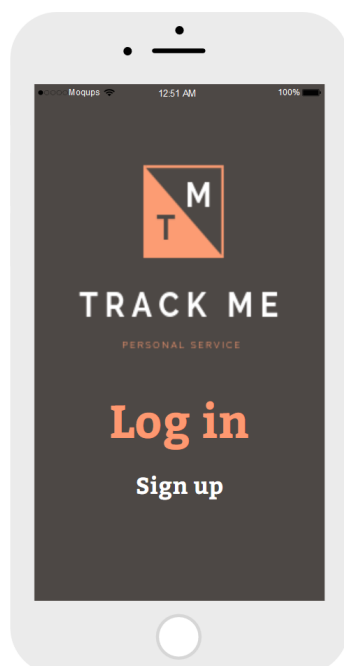 Moqups 12:51 AM 100%
M
T
TRACK ME
PERSONAL SERVICE
Log in
Sign up